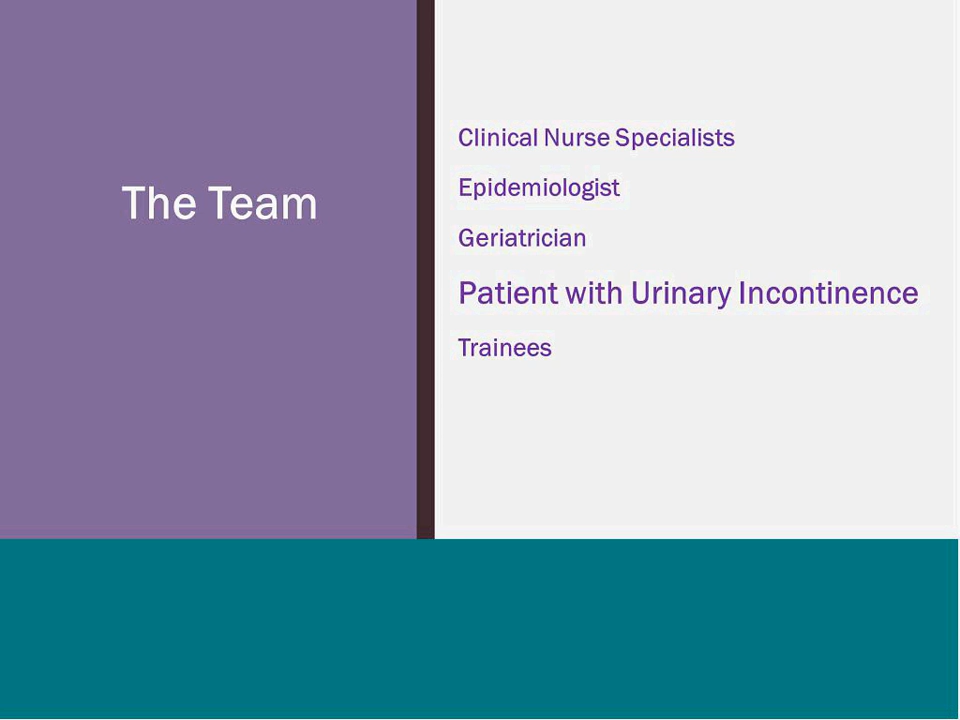 The Team
Clinical Nurse Specialists
Epidemiologist
Geriatrician
Patient with Urinary Incontinence
Trainees